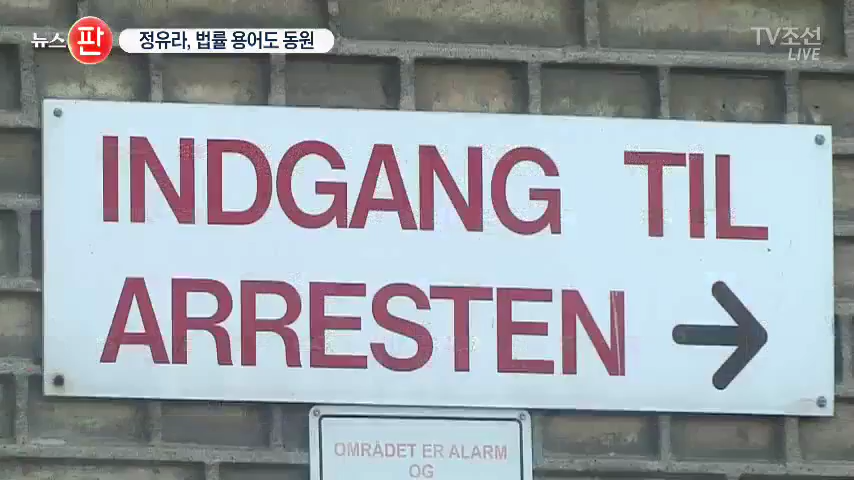 뉴스판 정유라, 법률 용어도 동원
TV조선
LIVE
INDGANG TIL
ARRESTEN
OMRÅDET ER ALARM
OG